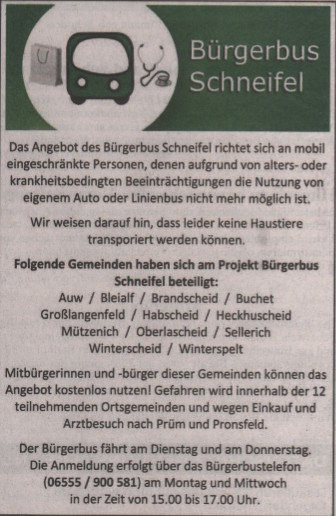 Bürgerbus
Schneifel
Das Angebot des Bürgerbus Schneifel richtet sich an mobil
eingeschränkte Personen, denen aufgrund von alters- oder
krankheitsbedingten Beeinträchtigungen die Nutzung von
eigenem Auto oder Linienbus nicht mehr möglich ist.
Wir weisen darauf hin, dass leider keine Haustiere
transporiert werden können.
Folgende Gemeinden haben sich am Projekt Bürgerbus
Schneifel beteiligt:
Auw / Bleialf / Brandscheid / Buchet
Großlangenfeld / Habscheid / Heckhuscheid
Mützenich / Oberlascheid / Sellerich
Winterscheid / Winterspelt
Mitbürgerinnen und -bürger dieser Gemeinden können das
Angebot kostenlos nutzen! Gefahren wird innerhalb der 12
teilnehmenden Ortsgemeinden und wegen Einkauf und
Arztbesuch nach Prüm und Pronsfeld.
Der Bürgerbus fährt am Dienstag und am Donnerstag.
Die Anmeldung erfolgt über das Bürgerbustelefon
(06555 / 900 581) am Montag und Mittwoch
in der Zeit von 15.00 bis 17.00 Uhr.